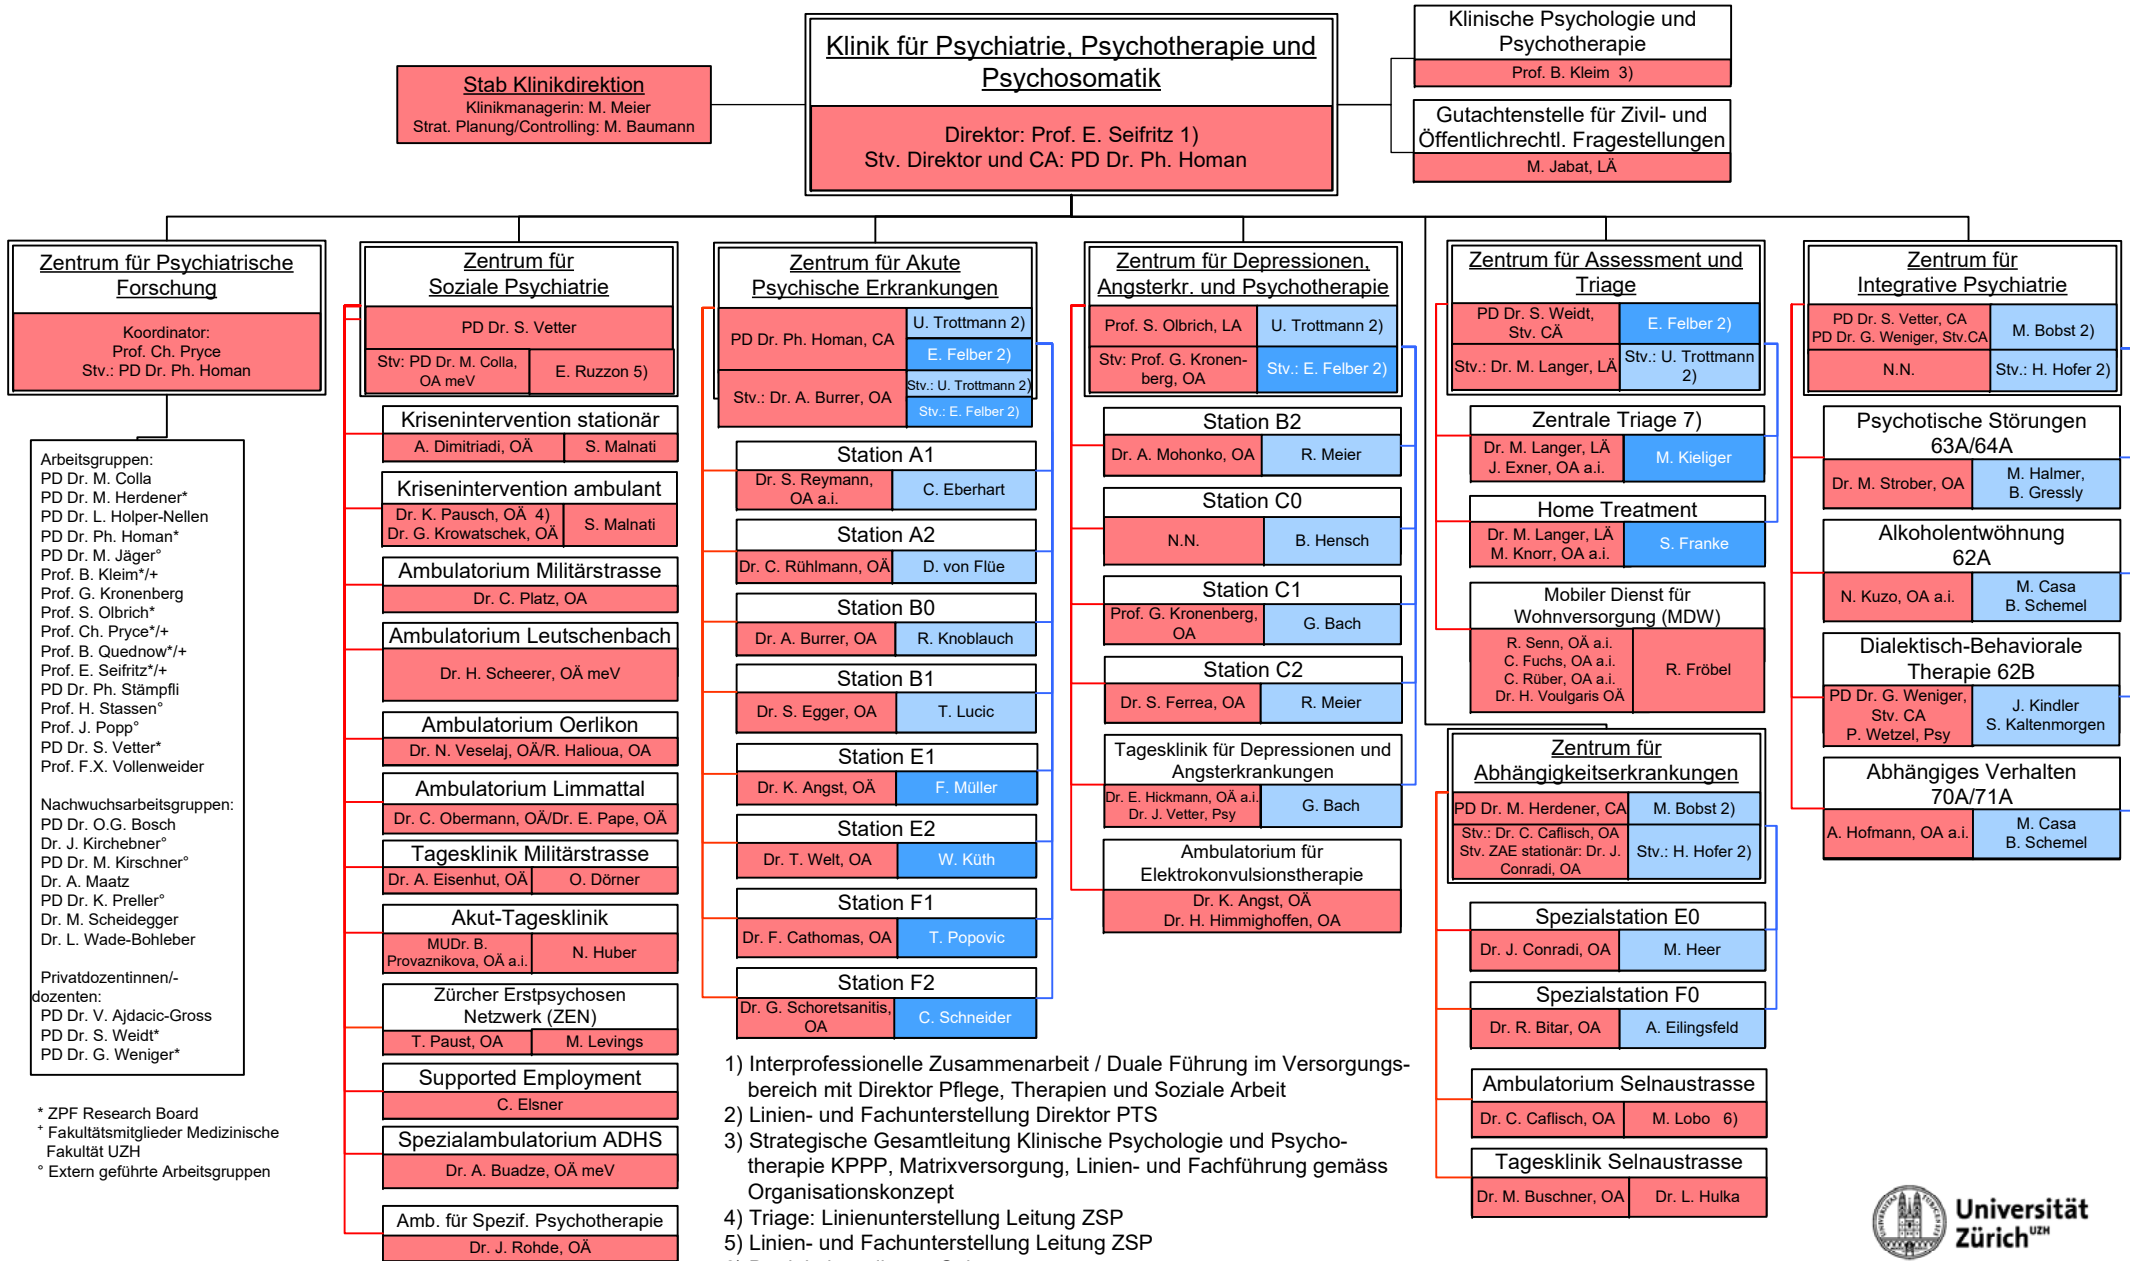 Klinik für Psychiatrie, Psychotherapie und
Psychosomatik
Direktor: Prof. E. Seifritz 1)
Stv. Direktor und CA: PD Dr. Ph. Homan
Stab Klinikdirektion
Klinikmanagerin: M. Meier
Strat. Planung/Controlling: M. Baumann
Klinische Psychologie und
Psychotherapie
Prof. B. Kleim 3)
Gutachtenstelle für Zivil- und
Öffentlichrechtl. Fragestellungen
M. Jabat, LÄ
Zentrum für Psychiatrische
Forschung
Koordinator:
Prof. Ch. Pryce
Stv.: PD Dr. Ph. Homan
Arbeitsgruppen:
PD Dr. M. Colla
PD Dr. M. Herdener*
PD Dr. L. Holper-Nellen
PD Dr. Ph. Homan*
PD Dr. M. Jäger°
Prof. B. Kleim*/+
Prof. G. Kronenberg
Prof. S. Olbrich*
Prof. Ch. Pryce*/+
Prof. B. Quednow*/+
Prof. E. Seifritz*/+
PD Dr. Ph. Stämpfli
Prof. H. Stassen°
Prof. J. Popp°
PD Dr. S. Vetter*
Prof. F.X. Vollenweider
Nachwuchsarbeitsgruppen:
PD Dr. O.G. Bosch
Dr. J. Kirchebner°
PD Dr. M. Kirschner°
Dr. A. Maatz
PD Dr. K. Preller°
Dr. M. Scheidegger
Dr. L. Wade-Bohleber
Privatdozentinnen/-
dozenten:
PD Dr. V. Ajdacic-Gross
PD Dr. S. Weidt*
PD Dr. G. Weniger*
* ZPF Research Board
+ Fakultätsmitglieder Medizinische
Fakultät UZH
° Extern geführte Arbeitsgruppen
Zentrum für
Soziale Psychiatrie
PD Dr. S. Vetter
Stv: PD Dr. M. Colla,
OA meV
E. Ruzzon 5)
Krisenintervention stationär
A. Dimitriadi, OÄ
S. Malnati
Krisenintervention ambulant
Dr. K. Pausch, OÄ 4)
Dr. G. Krowatschek, OÄ
S. Malnati
Ambulatorium Militärstrasse
Dr. C. Platz, OA
Ambulatorium Leutschenbach
Dr. H. Scheerer, OÄ meV
Ambulatorium Oerlikon
Dr. N. Veselaj, OÄ/R. Halioua, OA
Ambulatorium Limmattal
Dr. C. Obermann, OÄ/Dr. E. Pape, OÄ
Tagesklinik Militärstrasse
Dr. A. Eisenhut, OÄ
O. Dörner
Akut-Tagesklinik
MUDr. B.
Provaznikova, OÄ a.i.
N. Huber
Zürcher Erstpsychosen
Netzwerk (ZEN)
T. Paust, OA
M. Levings
Supported Employment
C. Elsner
Spezialambulatorium ADHS
Dr. A. Buadze, OÄ meV
Amb. für Spezif. Psychotherapie
Dr. J. Rohde, OÄ
Zentrum für Akute
Psychische Erkrankungen
PD Dr. Ph. Homan, CA
U. Trottmann 2)
E. Felber 2)
Stv.: Dr. A. Burrer, OA
Stv.: U. Trottmann 2)
Stv.: E. Felber 2)
Station A1
Dr. S. Reymann,
OA a.i.
C. Eberhart
Station A2
Dr. C. Rühlmann, OÄ
D. von Flüe
Station B0
Dr. A. Burrer, OA
R. Knoblauch
Station B1
Dr. S. Egger, OA
T. Lucic
Station E1
Dr. K. Angst, OÄ
F. Müller
Station E2
Dr. T. Welt, OA
W. Küth
Station F1
Dr. F. Cathomas, OA
T. Popovic
Station F2
Dr. G. Schoretsanitis,
OA
C. Schneider
Zentrum für Depressionen,
Angsterkr. und Psychotherapie
Prof. S. Olbrich, LA
U. Trottmann 2)
Stv: Prof. G. Kronen-
berg, OA
Stv.: E. Felber 2)
Station B2
Dr. A. Mohonko, OA
R. Meier
Station C0
N.N.
B. Hensch
Station C1
Prof. G. Kronenberg,
OA
G. Bach
Station C2
Dr. S. Ferrea, OA
R. Meier
Tagesklinik für Depressionen und
Angsterkrankungen
Dr. E. Hickmann, OÄ a.i.
Dr. J. Vetter, Psy
G. Bach
Ambulatorium für
Elektrokonvulsionstherapie
Dr. K. Angst, OÄ
Dr. H. Himmighoffen, OA
Zentrum für Assessment und
Triage
PD Dr. S. Weidt,
Stv. CÄ
E. Felber 2)
Stv.: Dr. M. Langer, LÄ
Stv.: U. Trottmann
2)
Zentrale Triage 7)
Dr. M. Langer, LÄ
J. Exner, OA a.i.
M. Kieliger
Home Treatment
Dr. M. Langer, LÄ
M. Knorr, OA a.i.
S. Franke
Mobiler Dienst für
Wohnversorgung (MDW)
R. Senn, OÄ a.i.
C. Fuchs, OA a.i.
C. Rüber, OA a.i.
Dr. H. Voulgaris OÄ
R. Fröbel
Zentrum für
Abhängigkeitserkrankungen
PD Dr. M. Herdener, CA
M. Bobst 2)
Stv.: Dr. C. Caflisch, OA
Stv. ZAE stationär: Dr. J.
Conradi, OA
Stv.: H. Hofer 2)
Spezialstation E0
Dr. J. Conradi, OA
M. Heer
Spezialstation F0
Dr. R. Bitar, OA
A. Eilingsfeld
Ambulatorium Selnaustrasse
Dr. C. Caflisch, OA
M. Lobo 6)
Tagesklinik Selnaustrasse
Dr. M. Buschner, OA
Dr. L. Hulka
Zentrum für
Integrative Psychiatrie
PD Dr. S. Vetter, CA
PD Dr. G. Weniger, Stv.CA
M. Bobst 2)
N.N.
Stv.: H. Hofer 2)
Psychotische Störungen
63A/64A
Dr. M. Strober, OA
M. Halmer,
B. Gressly
Alkoholentwöhnung
62A
N. Kuzo, OA a.i.
M. Casa
B. Schemel
Dialektisch-Behaviorale
Therapie 62B
PD Dr. G. Weniger,
Stv. CA
P. Wetzel, Psy
J. Kindler
S. Kaltenmorgen
Abhängiges Verhalten
70A/71A
A. Hofmann, OA a.i.
M. Casa
B. Schemel
1) Interprofessionelle Zusammenarbeit / Duale Führung im Versorgungs-
bereich mit Direktor Pflege, Therapien und Soziale Arbeit
2) Linien- und Fachunterstellung Direktor PTS
3) Strategische Gesamtleitung Klinische Psychologie und Psycho-
therapie KPPP, Matrixversorgung, Linien- und Fachführung gemäss
Organisationskonzept
4) Triage: Linienunterstellung Leitung ZSP
5) Linien- und Fachunterstellung Leitung ZSP
Universität
Zürich UZH